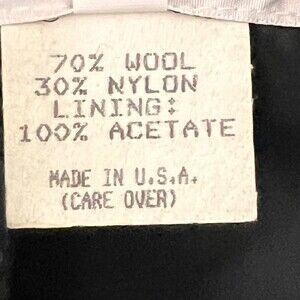 70% WOOL
30% NYLON
LINING:
100% ACETATE
MADE IN U.S.A.
(CARE OVER)